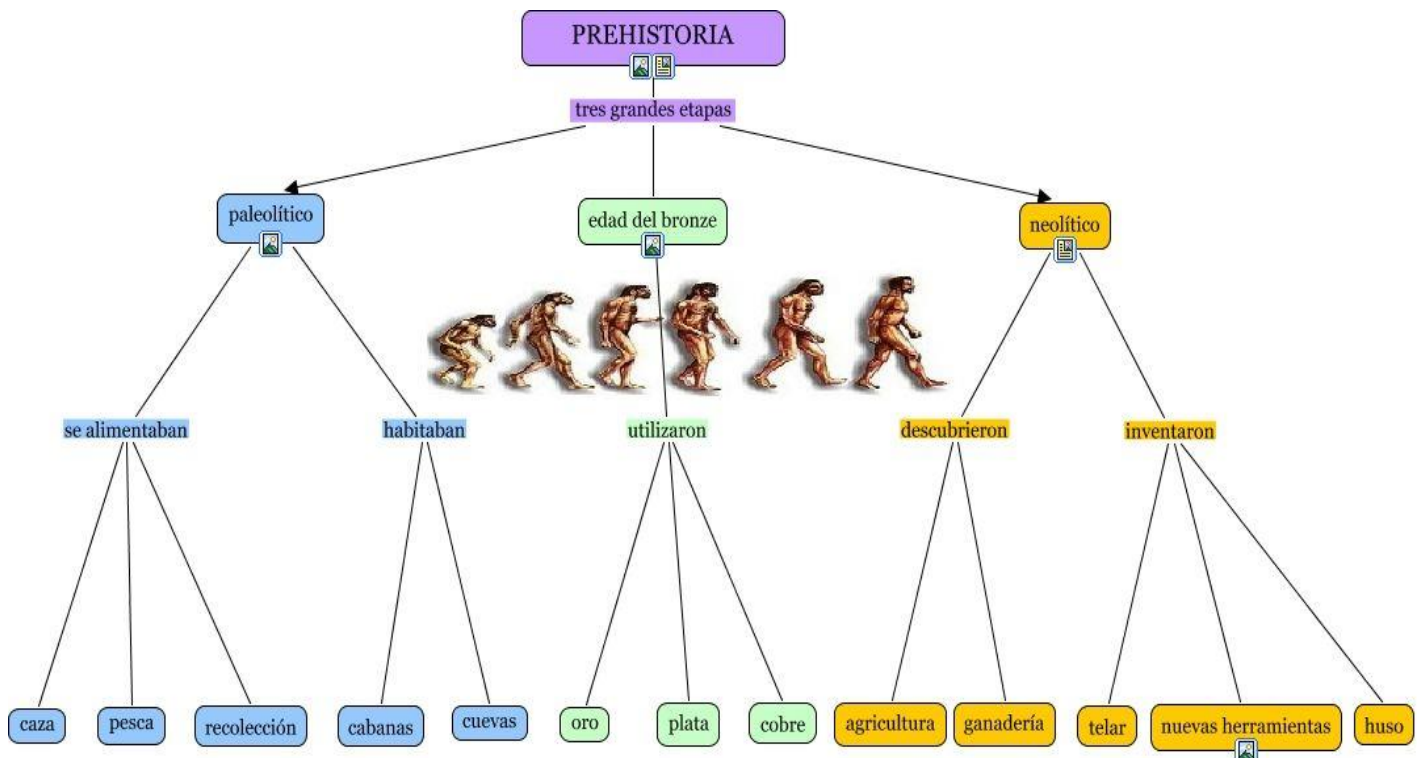 PREHISTORIA
tres grandes etapas
paleolítico
edad del bronze
neolítico
se alimentaban
habitaban
utilizaron
descubrieron
inventaron
caza
pesca
recolección
cabanas
cuevas
oro
plata
cobre
agricultura
ganadería
telar
nuevas herramientas
huso